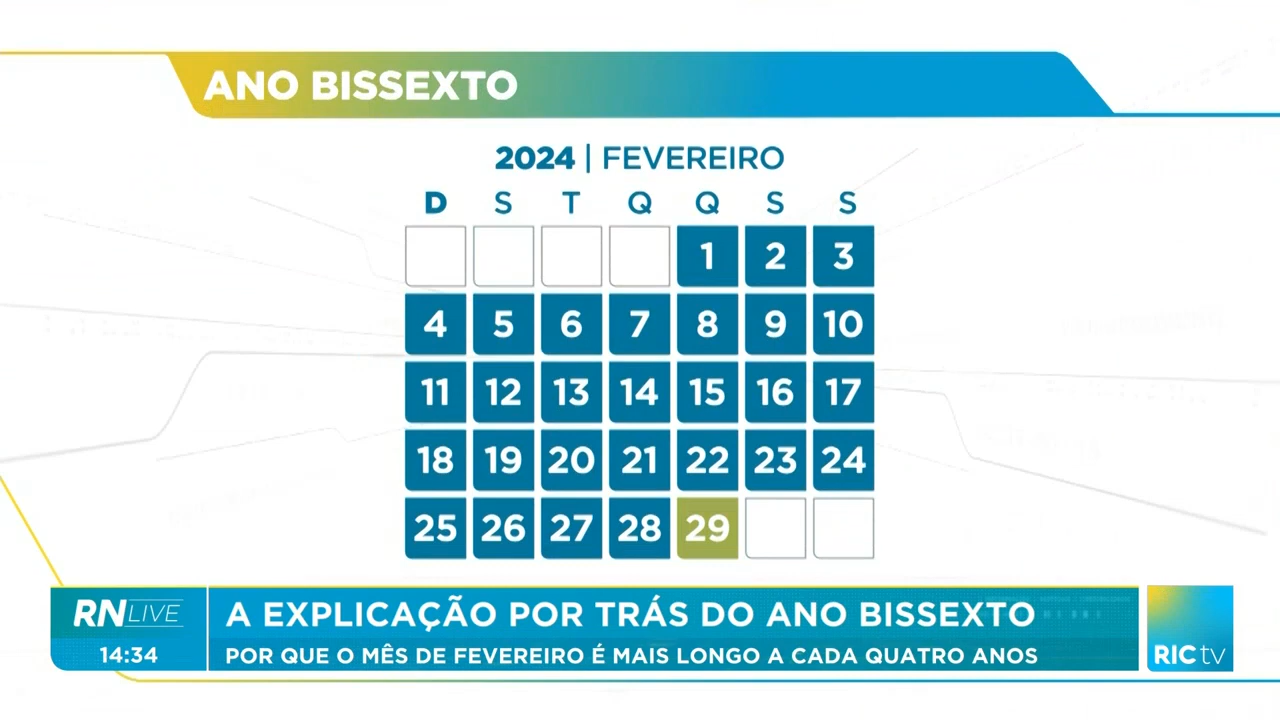 ANO BISSEXTO
2024 | FEVEREIRO
D S T Q Q S S
1 2 3
4 5 6 7 8 9 10
11 12 13 14 15 16 17
18 19 20 21 22 23 24
25 26 27 28 29
RN LIVE
14:34
A EXPLICAÇÃO POR TRÁS DO ANO BISSEXTO
POR QUE O MÊS DE FEVEREIRO É MAIS LONGO A CADA QUATRO ANOS
RIC tv